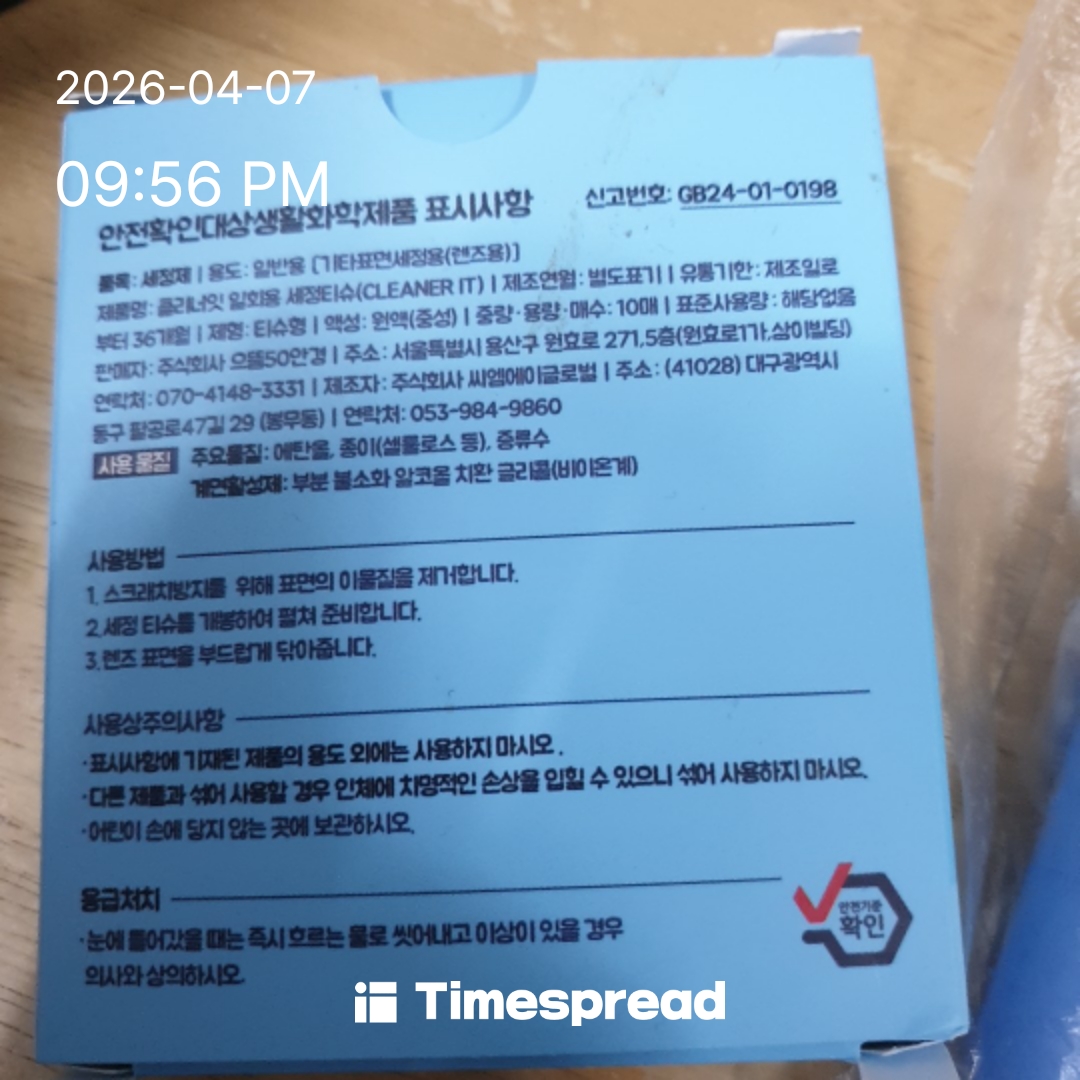 2026-04-07
09:56 PM
안전확인대상생활화학제품 표시사항 신고번호: GB24-01-0198
품목: 세정제 | 용도: 일반용 [기타표면세정용(렌즈용)]
제품명: 클리너잇 일회용 세정티슈(CLEANER IT) | 제조연월: 별도표기 | 유통기한: 제조일로
부터 36개월 | 제형: 티슈형 | 액성: 원액(중성) | 중량·용량·매수: 10매 | 표준사용량: 해당없음
판매자: 주식회사 으뜸50안경 | 주소: 서울특별시 용산구 원효로 271,5층(원효로1가,상이빌딩)
연락처: 070-4148-3331 | 제조자: 주식회사 씨엠에이글로벌 | 주소: (41028) 대구광역시
동구 팔공로47길 29 (봉무동) | 연락처: 053-984-9860
사용 물질 주요물질: 에탄올, 종이(셀룰로스 등), 증류수
계면활성제: 부분 불소화 알코올 치환 글리콜(비이온계)
사용방법
1. 스크래치방지를 위해 표면의 이물질을 제거합니다.
2.세정 티슈를 개봉하여 펼쳐 준비합니다.
3.렌즈 표면을 부드럽게 닦아줍니다.
사용상주의사항
·표시사항에 기재된 제품의 용도 외에는 사용하지 마시오.
·다른 제품과 섞어 사용할 경우 인체에 치명적인 손상을 입힐 수 있으니 섞어 사용하지 마시오.
·어린이 손에 닿지 않는 곳에 보관하시오.
응급처치
·눈에 들어갔을 때는 즉시 흐르는 물로 씻어내고 이상이 있을 경우
의사와 상의하시오.
안전기준
확인
Timespread